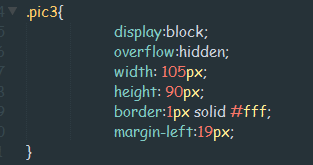 .pic3{
display:block;
overflow:hidden;
width: 105px;
height: 90px;
border:1px solid #fff;
margin-left:19px;
}